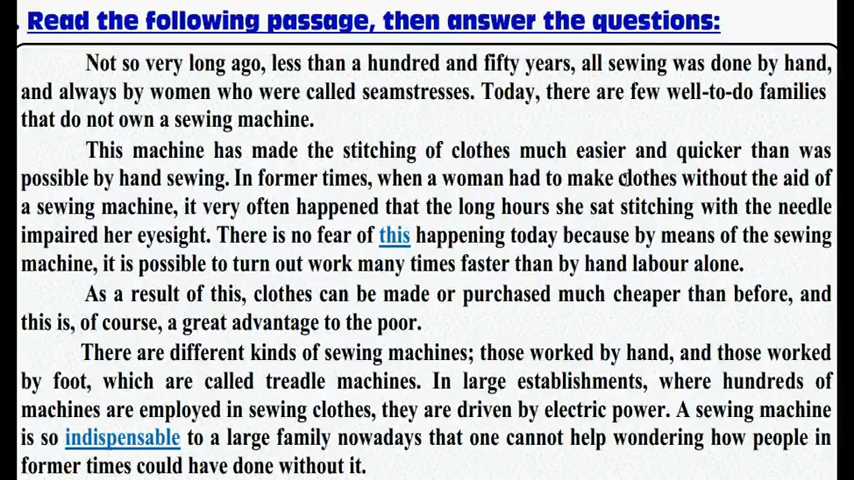 . Read the following passage, then answer the questions:
Not so very long ago, less than a hundred and fifty years, all sewing was done by hand,
and always by women who were called seamstresses. Today, there are few well-to-do families
that do not own a sewing machine.
This machine has made the stitching of clothes much easier and quicker than was
possible by hand sewing. In former times, when a woman had to make clothes without the aid of
a sewing machine, it very often happened that the long hours she sat stitching with the needle
impaired her eyesight. There is no fear of this happening today because by means of the sewing
machine, it is possible to turn out work many times faster than by hand labour alone.
As a result of this, clothes can be made or purchased much cheaper than before, and
this is, of course, a great advantage to the poor.
There are different kinds of sewing machines; those worked by hand, and those worked
by foot, which are called treadle machines. In large establishments, where hundreds of
machines are employed in sewing clothes, they are driven by electric power. A sewing machine
is so indispensable to a large family nowadays that one cannot help wondering how people in
former times could have done without it.